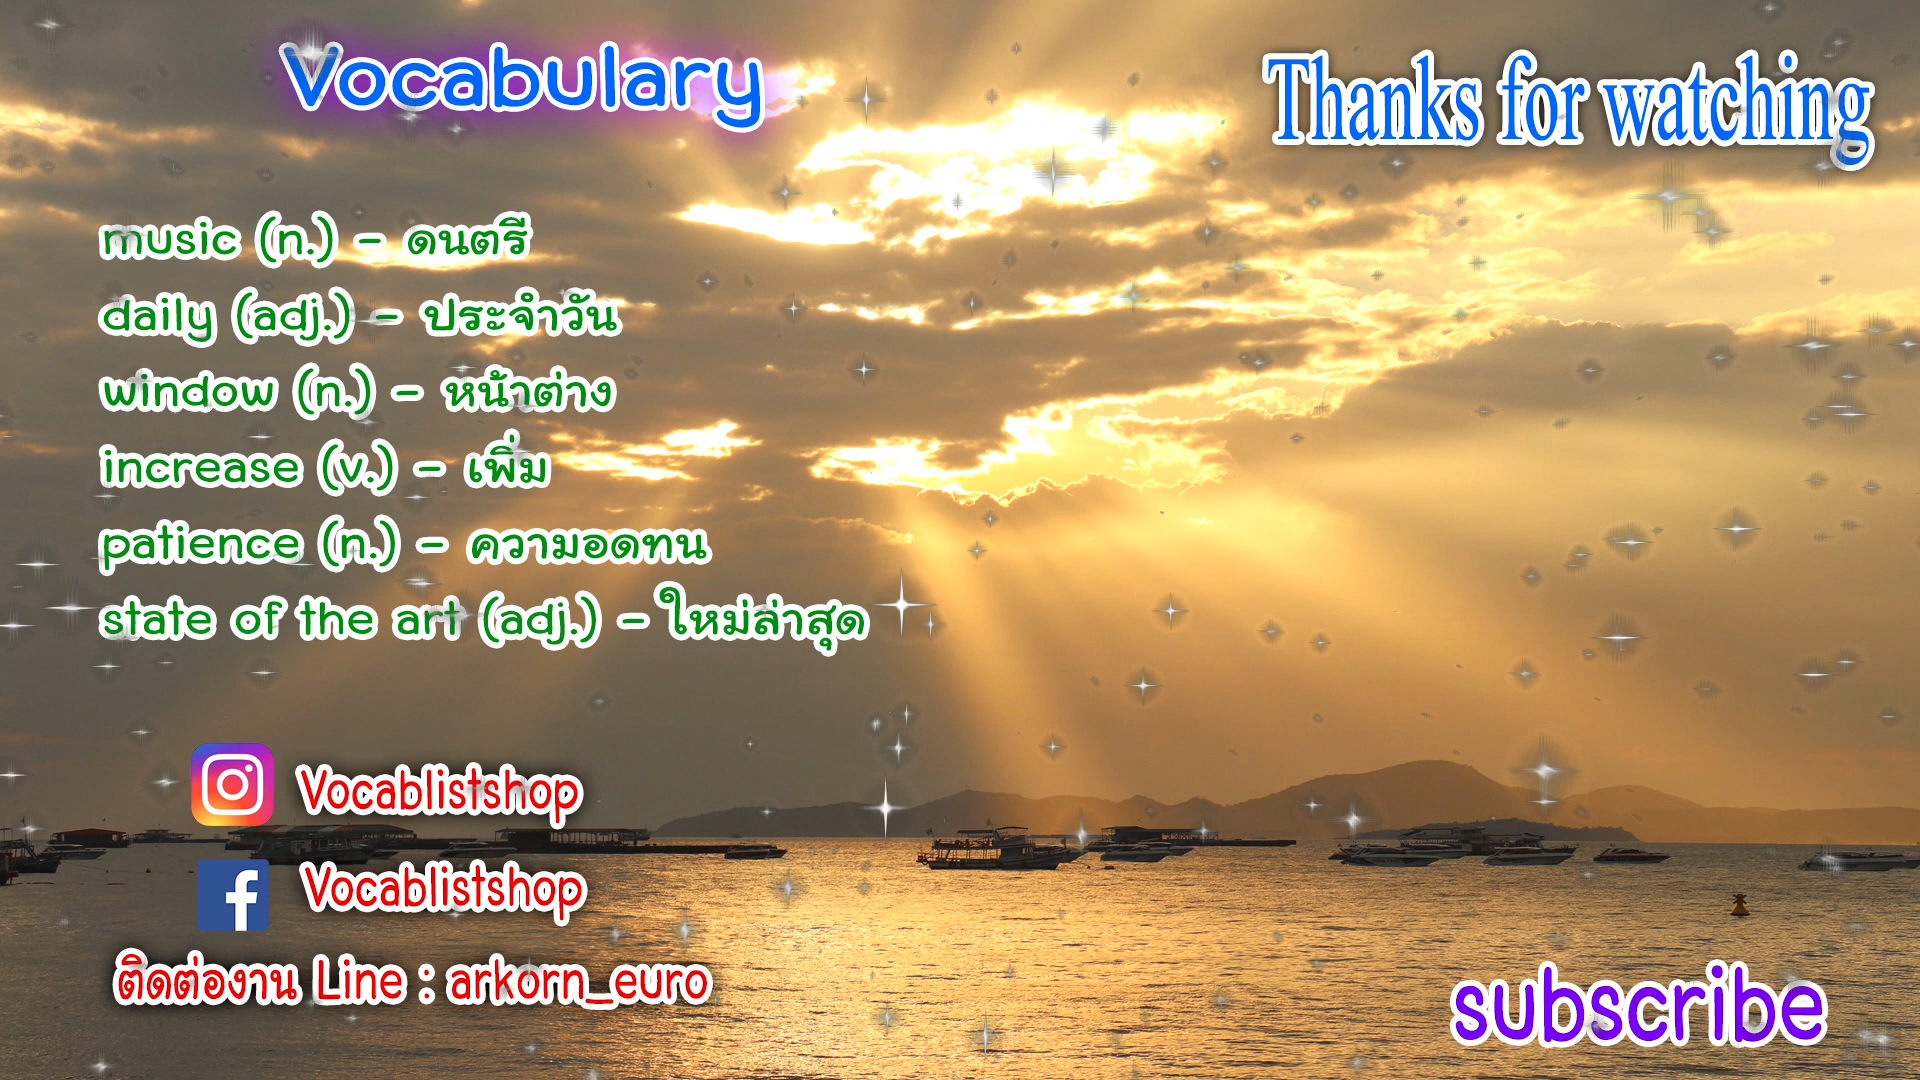 Vocabulary
Thanks for watching
music (n.) - ดนตรี
daily (adj.) - ประจำวัน
window (n.) - หน้าต่าง
increase (v.) - เพิ่ม
patience (n.) - ความอดทน
state of the art (adj.) - ใหม่ล่าสุด
Vocablistshop
Vocablistshop
ติดต่องาน Line : arkorn_euro
subscribe